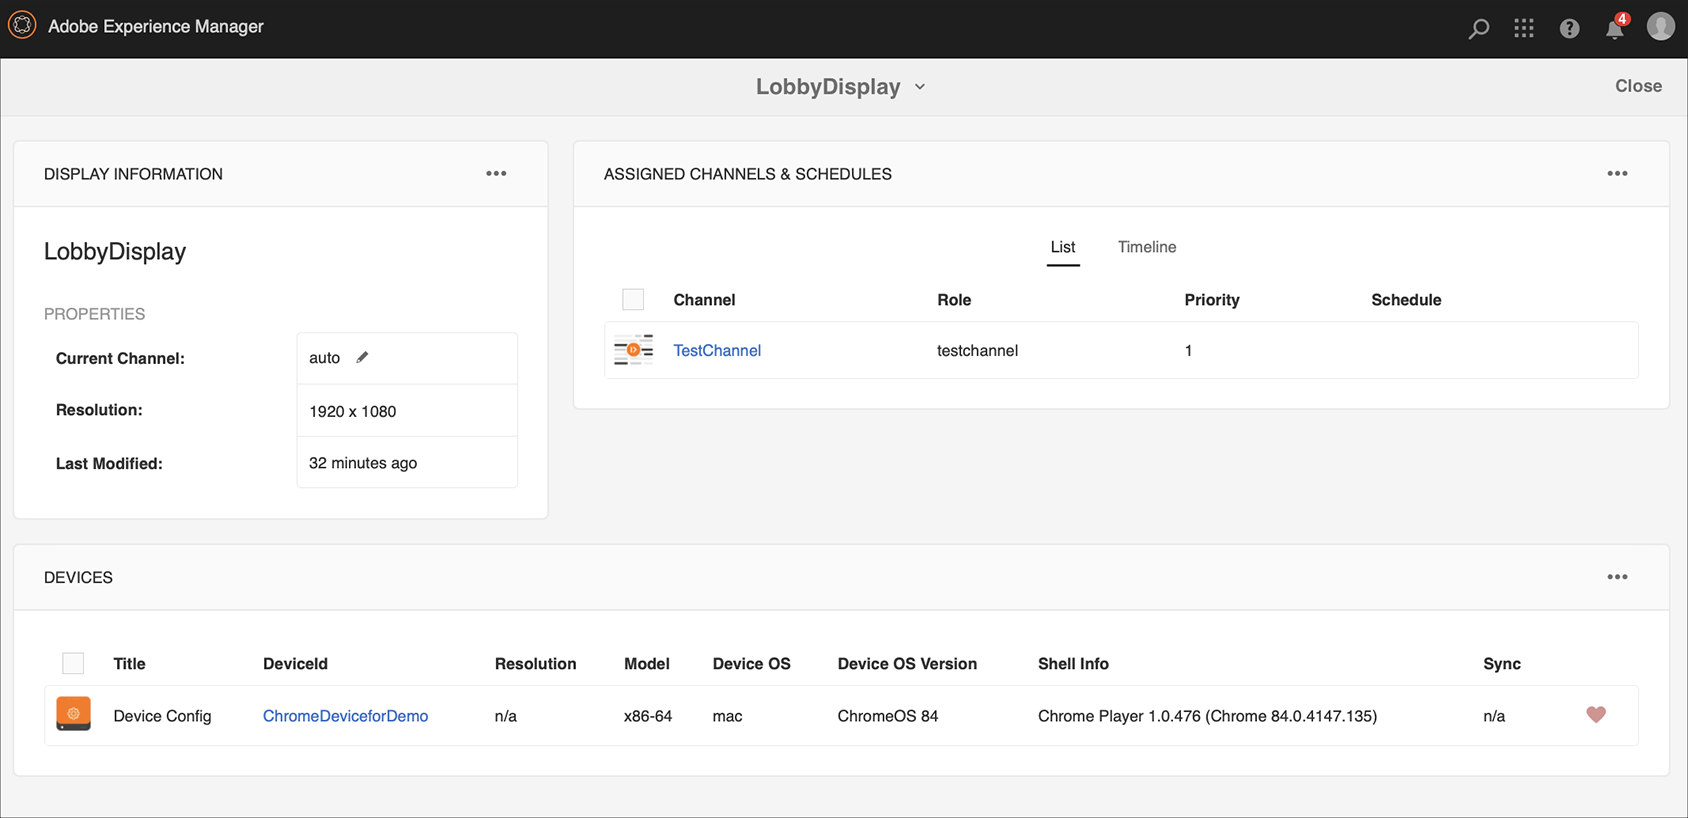 Adobe Experience Manager
4
LobbyDisplay
Close
DISPLAY INFORMATION
ASSIGNED CHANNELS & SCHEDULES
LobbyDisplay
List Timeline
PROPERTIES
Channel Role Priority Schedule
Current Channel: auto
TestChannel testchannel 1
Resolution: 1920 x 1080
Last Modified: 32 minutes ago
DEVICES
Title DeviceId Resolution Model Device OS Device OS Version Shell Info Sync
Device Config ChromeDeviceforDemo n/a x86-64 mac ChromeOS 84 Chrome Player 1.0.476 (Chrome 84.0.4147.135) n/a